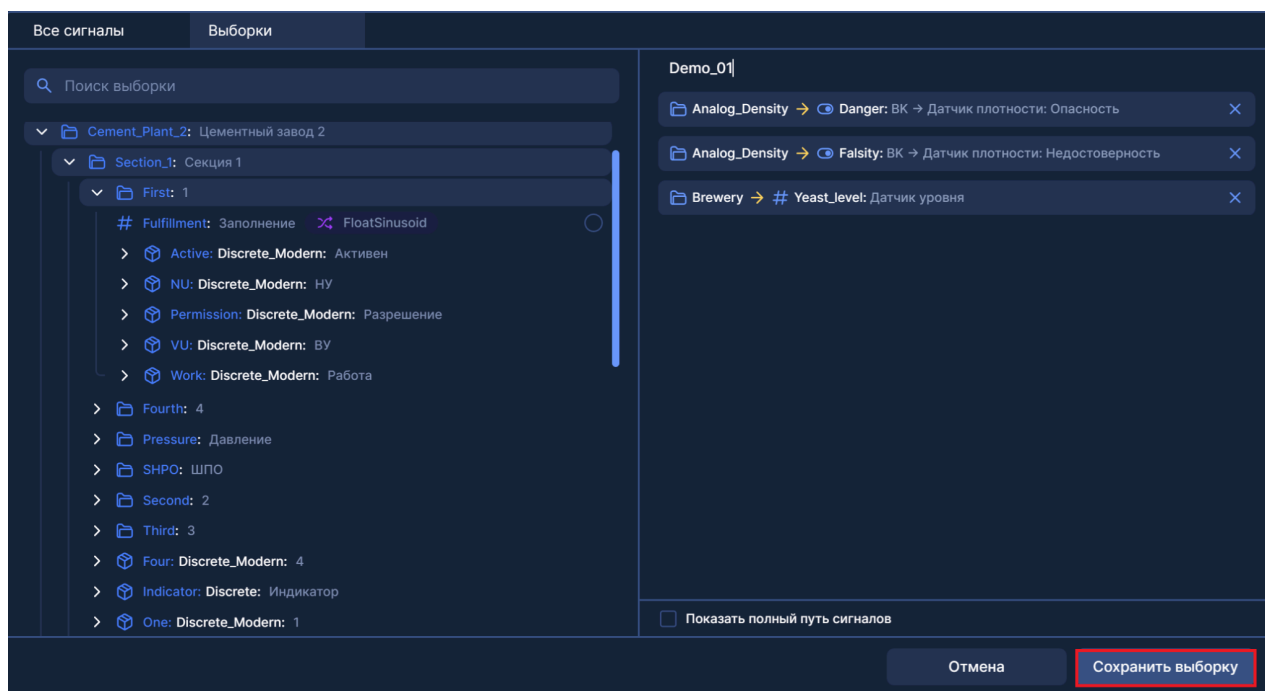 Все сигналы Выборки
Поиск выборки
Cement_Plant_2: Цементный завод 2
Section_1: Секция 1
First: 1
# Fulfillment: Заполнение FloatSinusoid
Active: Discrete_Modern: Активен
NU: Discrete_Modern: НУ
Permission: Discrete_Modern: Разрешение
VU: Discrete_Modern: ВУ
Work: Discrete_Modern: Работа
Fourth: 4
Pressure: Давление
SHPO: ШПО
Second: 2
Third: 3
Four: Discrete_Modern: 4
Indicator: Discrete: Индикатор
One: Discrete_Modern: 1
Demo_01
Analog_Density → Danger: ВК → Датчик плотности: Опасность
Analog_Density → Falsity: ВК → Датчик плотности: Недостоверность
Brewery → # Yeast_level: Датчик уровня
Показать полный путь сигналов
Отмена Сохранить выборку